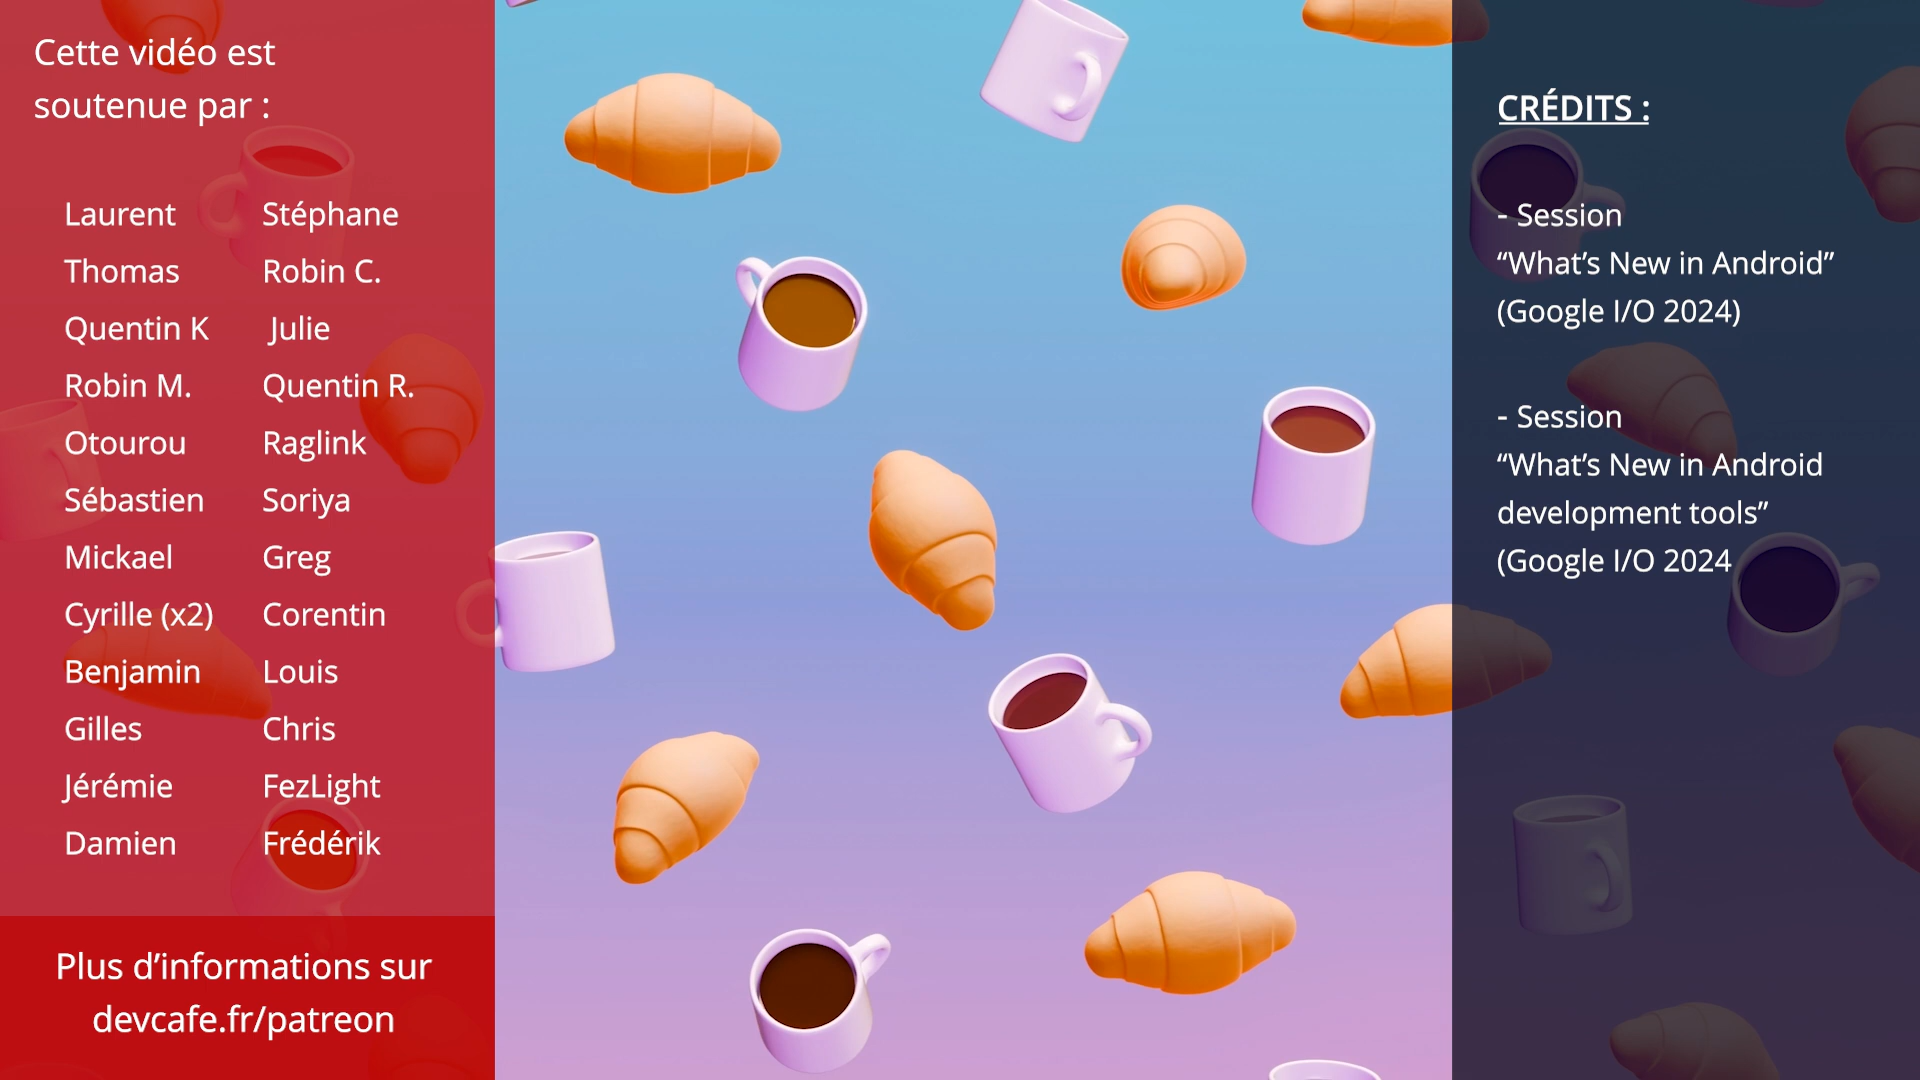 Cette vidéo est
soutenue par :
Laurent
Thomas
Quentin K
Robin M.
Otourou
Sébastien
Mickael
Cyrille (x2)
Benjamin
Gilles
Jérémie
Damien
Stéphane
Robin C.
Julie
Quentin R.
Raglink
Soriya
Greg
Corentin
Louis
Chris
FezLight
Frédérik
Plus d’informations sur
devcafe.fr/patreon
CRÉDITS :
- Session
“What’s New in Android”
(Google I/O 2024)
- Session
“What’s New in Android
development tools”
(Google I/O 2024